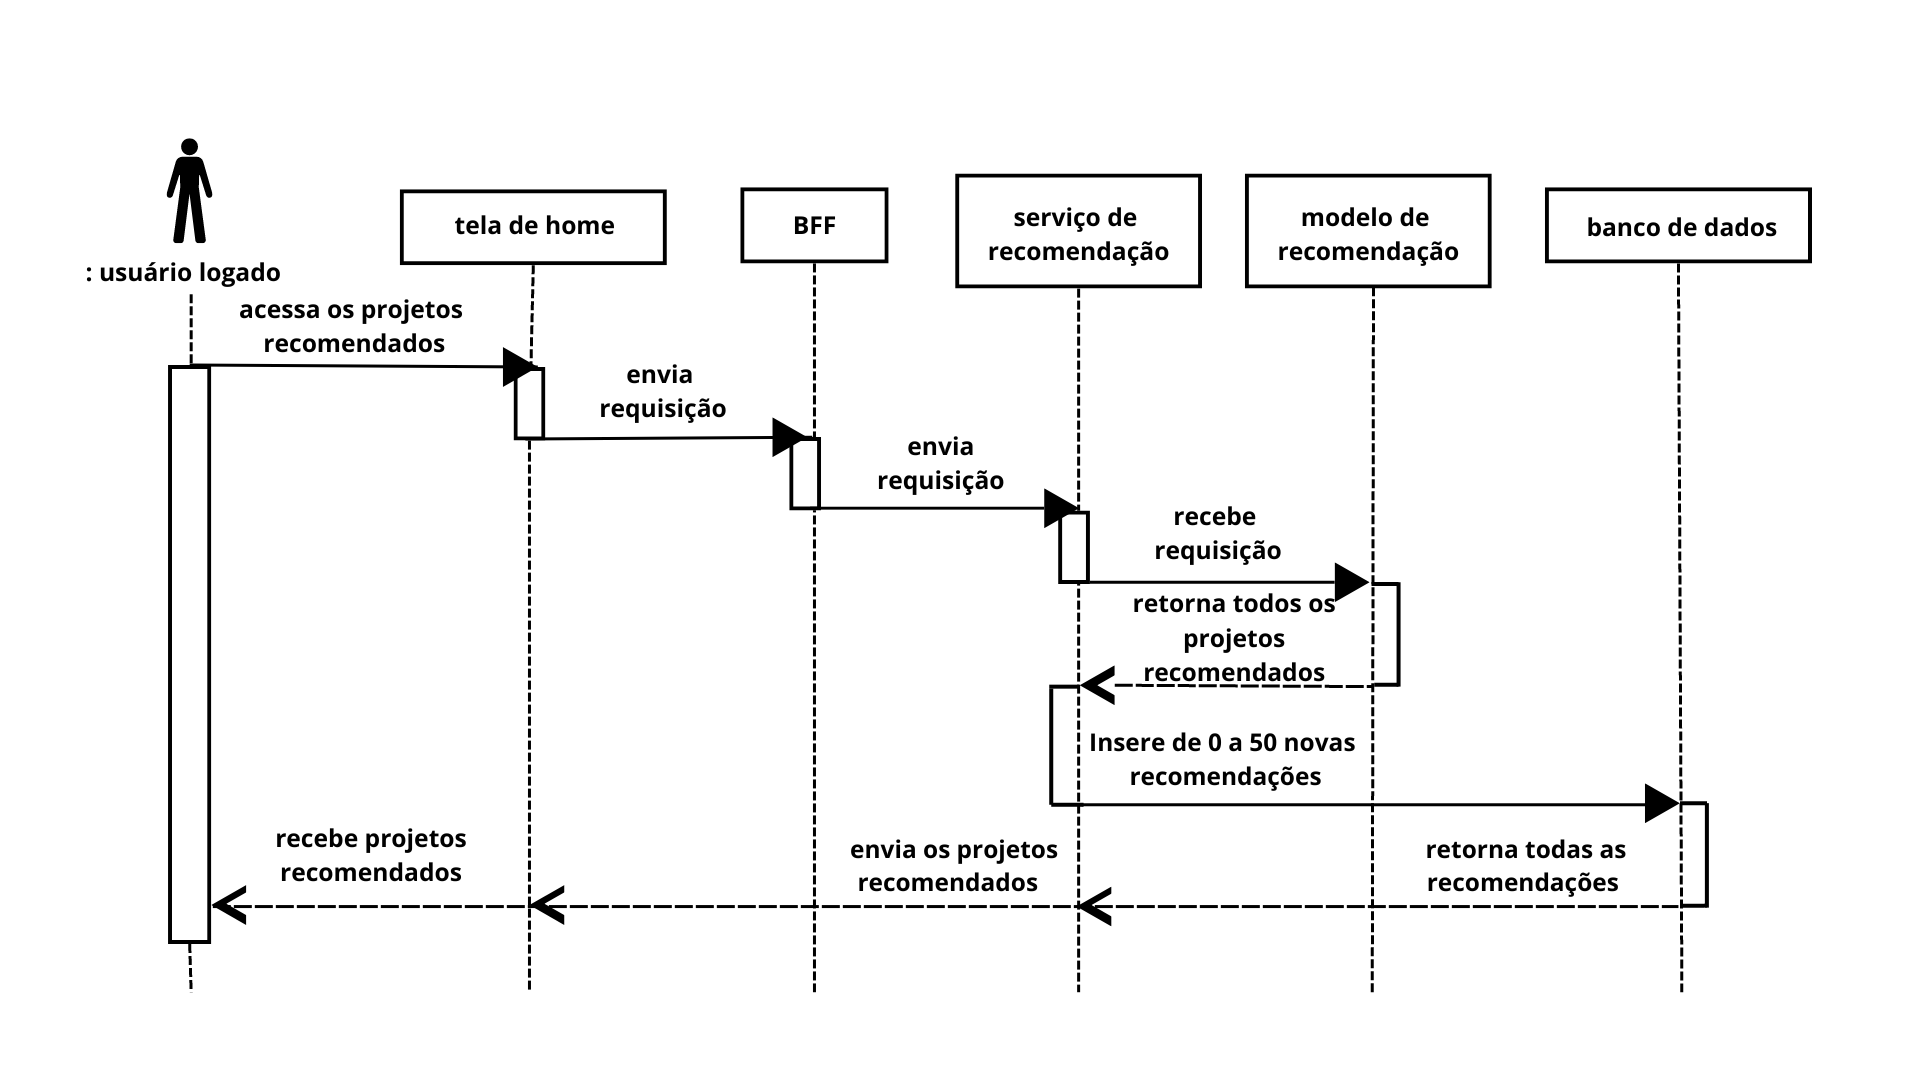 : usuário logado
tela de home
BFF
serviço de
recomendação
modelo de
recomendação
banco de dados
acessa os projetos
recomendados
envia
requisição
envia
requisição
recebe
requisição
retorna todos os
projetos
recomendados
Insere de 0 a 50 novas
recomendações
recebe projetos
recomendados
envia os projetos
recomendados
retorna todas as
recomendações